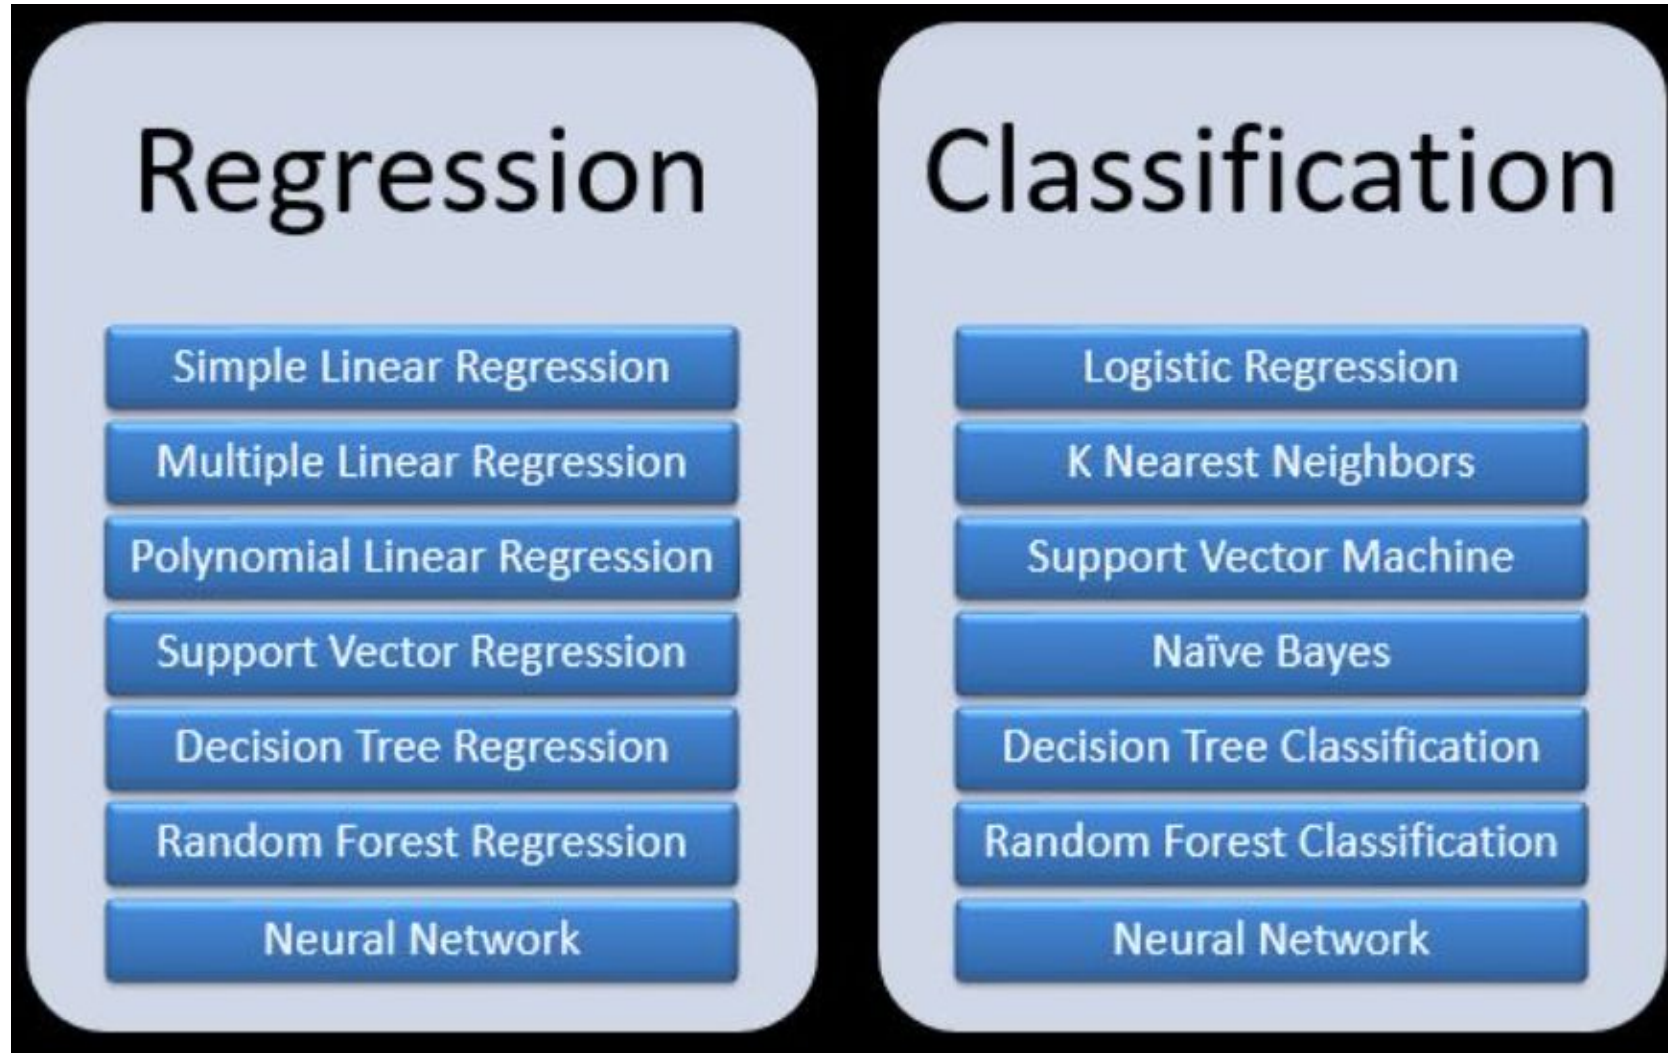 Regression
Simple Linear Regression
Multiple Linear Regression
Polynomial Linear Regression
Support Vector Regression
Decision Tree Regression
Random Forest Regression
Neural Network
Classification
Logistic Regression
K Nearest Neighbors
Support Vector Machine
Naïve Bayes
Decision Tree Classification
Random Forest Classification
Neural Network